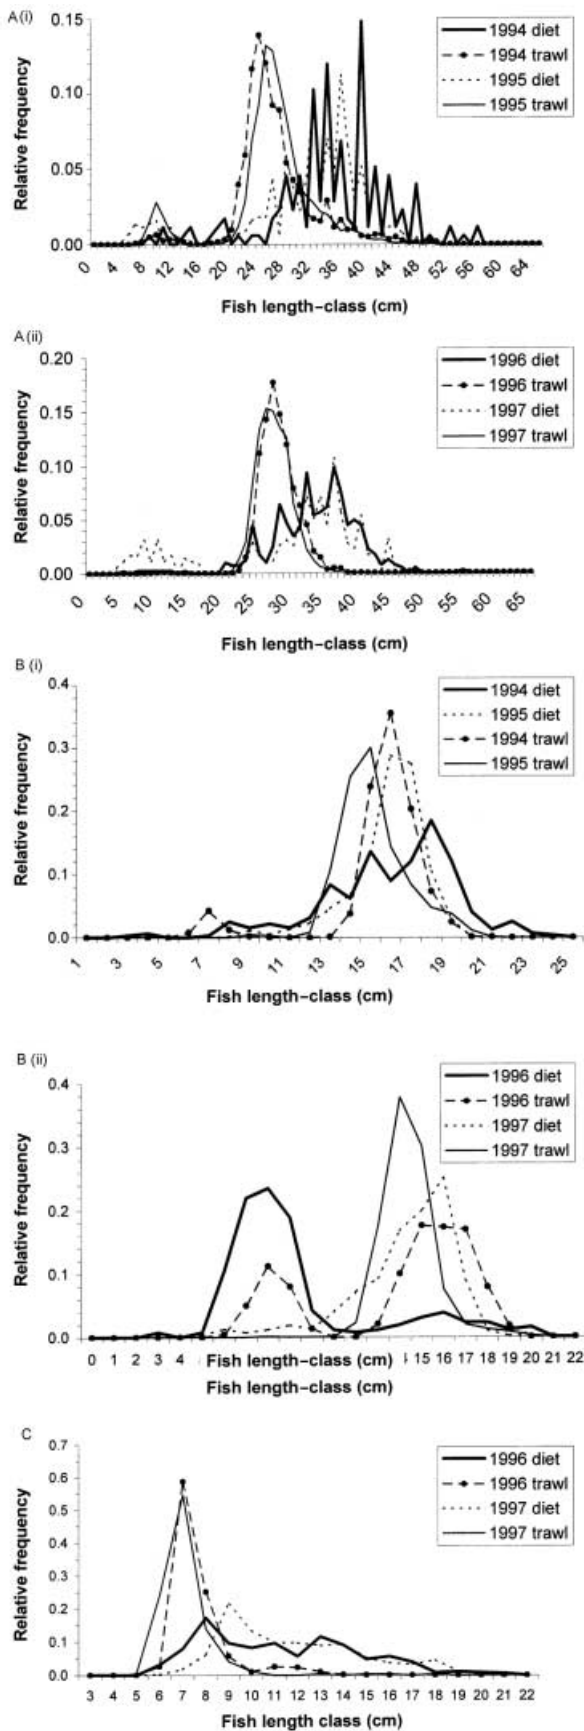 A (i)
1994 diet
1994 trawl
1995 diet
1995 trawl
Relative frequency
0.15
0.10
0.05
0.00
0 4 8 12 16 20 24 28 32 36 40 44 48 52 56 60 64
Fish length-class (cm)
A (ii)
1996 diet
1996 trawl
1997 diet
1997 trawl
Relative frequency
0.20
0.15
0.10
0.05
0.00
0 5 10 15 20 25 30 35 40 45 50 55 60 65
Fish length-class (cm)
B (i)
1994 diet
1995 diet
1994 trawl
1995 trawl
Relative frequency
0.4
0.3
0.2
0.1
0.0
1 3 5 7 9 11 13 15 17 19 21 23 25
Fish length-class (cm)
B (ii)
1996 diet
1996 trawl
1997 diet
1997 trawl
Relative frequency
0.4
0.3
0.2
0.1
0.0
0 1 2 3 4 Fish length-class (cm) 15 16 17 18 19 20 21 22
Fish length-class (cm)
C
1996 diet
1996 trawl
1997 diet
1997 trawl
Relative frequency
0.7
0.6
0.5
0.4
0.3
0.2
0.1
0.0
3 4 5 6 7 8 9 10 11 12 13 14 15 16 17 18 19 20 21 22
Fish length class (cm)